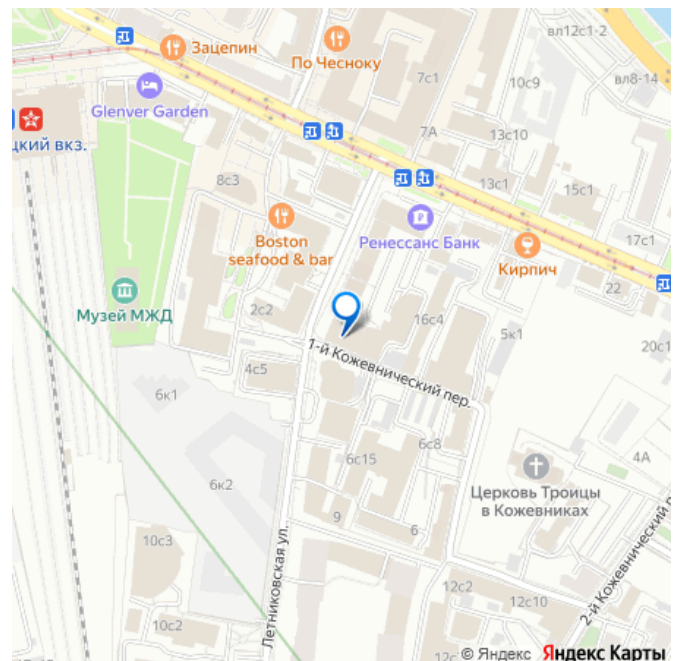 вл12с1-2
Зацепин
По Чесноку
7с1
10с9
вл8-14
Glenver Garden
цкий вкз.
7А
13с10
8с3
13с1
15с1
Ренессанс Банк
17с1
Boston
seafood & bar
Кирпич
22
Музей МЖД
2с2
16с4
5к1
20с1
1-й Кожевнический пер.
4с5
6к1
6с8
6с15
4А
6к2
Церковь Троицы
в Кожевниках
9
6
10с3
Летниковская ул.
2-й Кожевнический
12с2
12с10
10с2
12с
© Яндекс Яндекс Карты